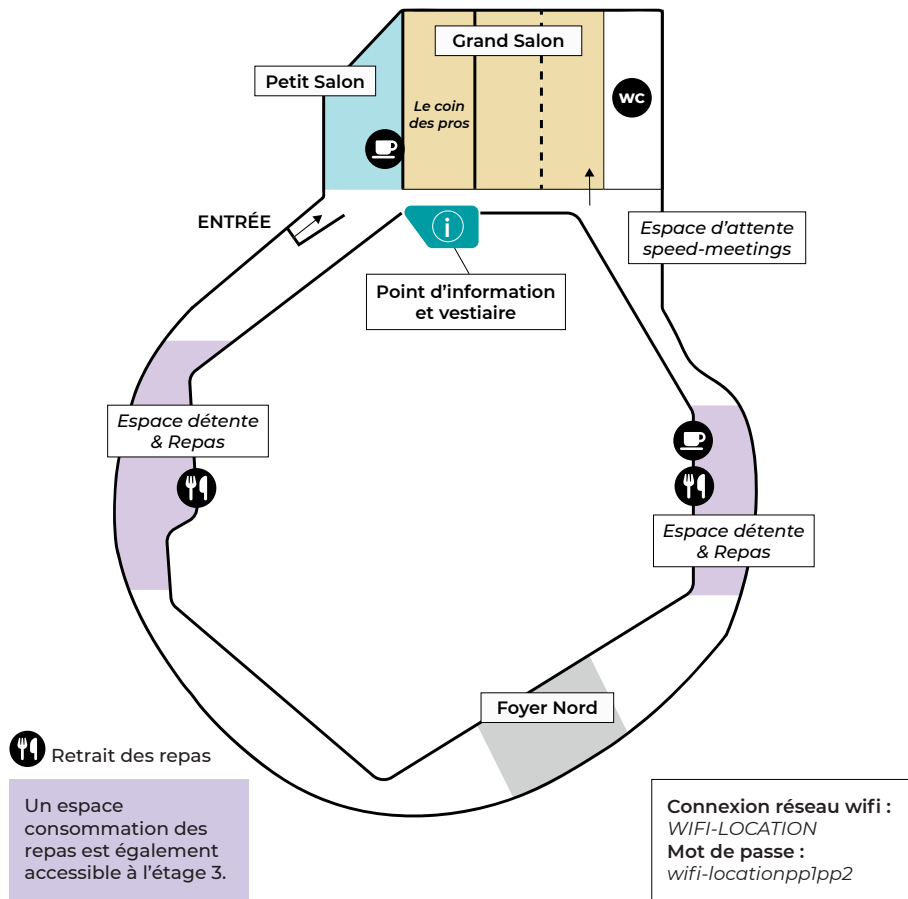 Grand Salon
Petit Salon
WC
Le coin
des pros
ENTRÉE
i
Espace d'attente
speed-meetings
Point d'information
et vestiaire
Espace détente
& Repas
Espace détente
& Repas
Foyer Nord
Retrait des repas
Un espace
consommation des
repas est également
accessible à l'étage 3.
Connexion réseau wifi :
WIFI-LOCATION
Mot de passe :
wifi-locationpp1pp2